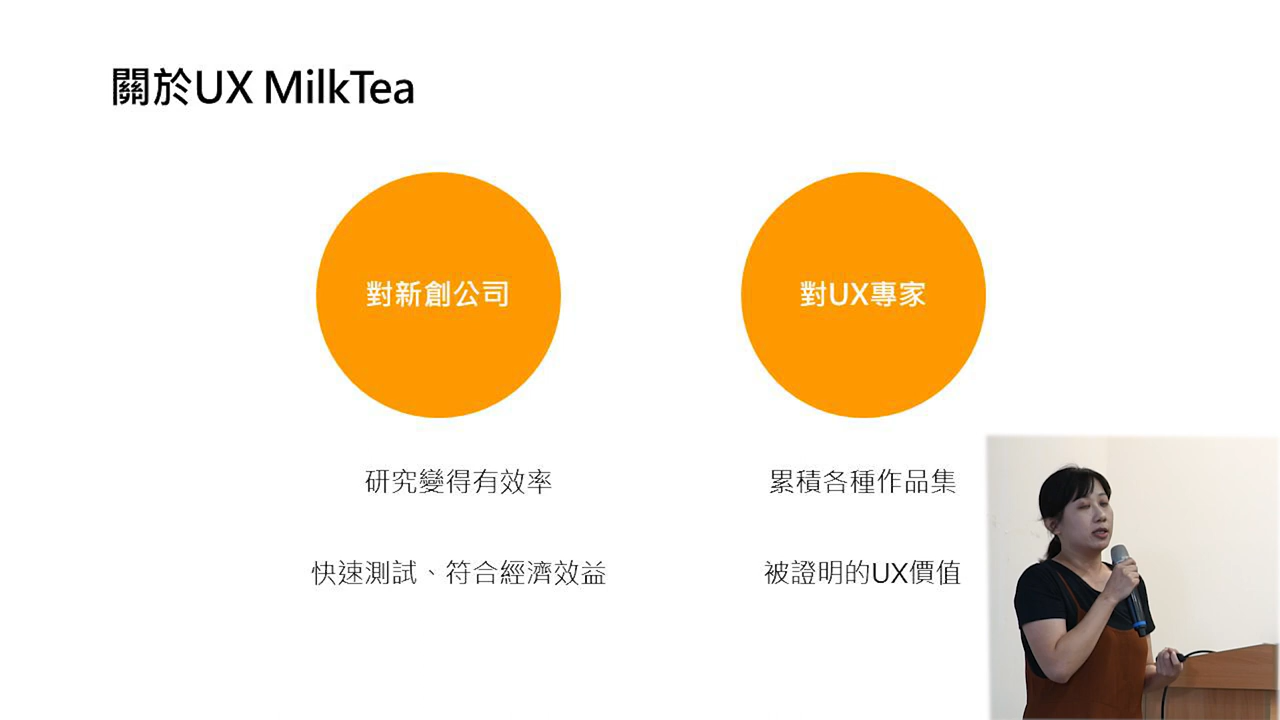 關於UX MilkTea
對新創公司
對UX專家
研究變得有效率
累積各種作品集
快速測試、符合經濟效益
被證明的UX價值